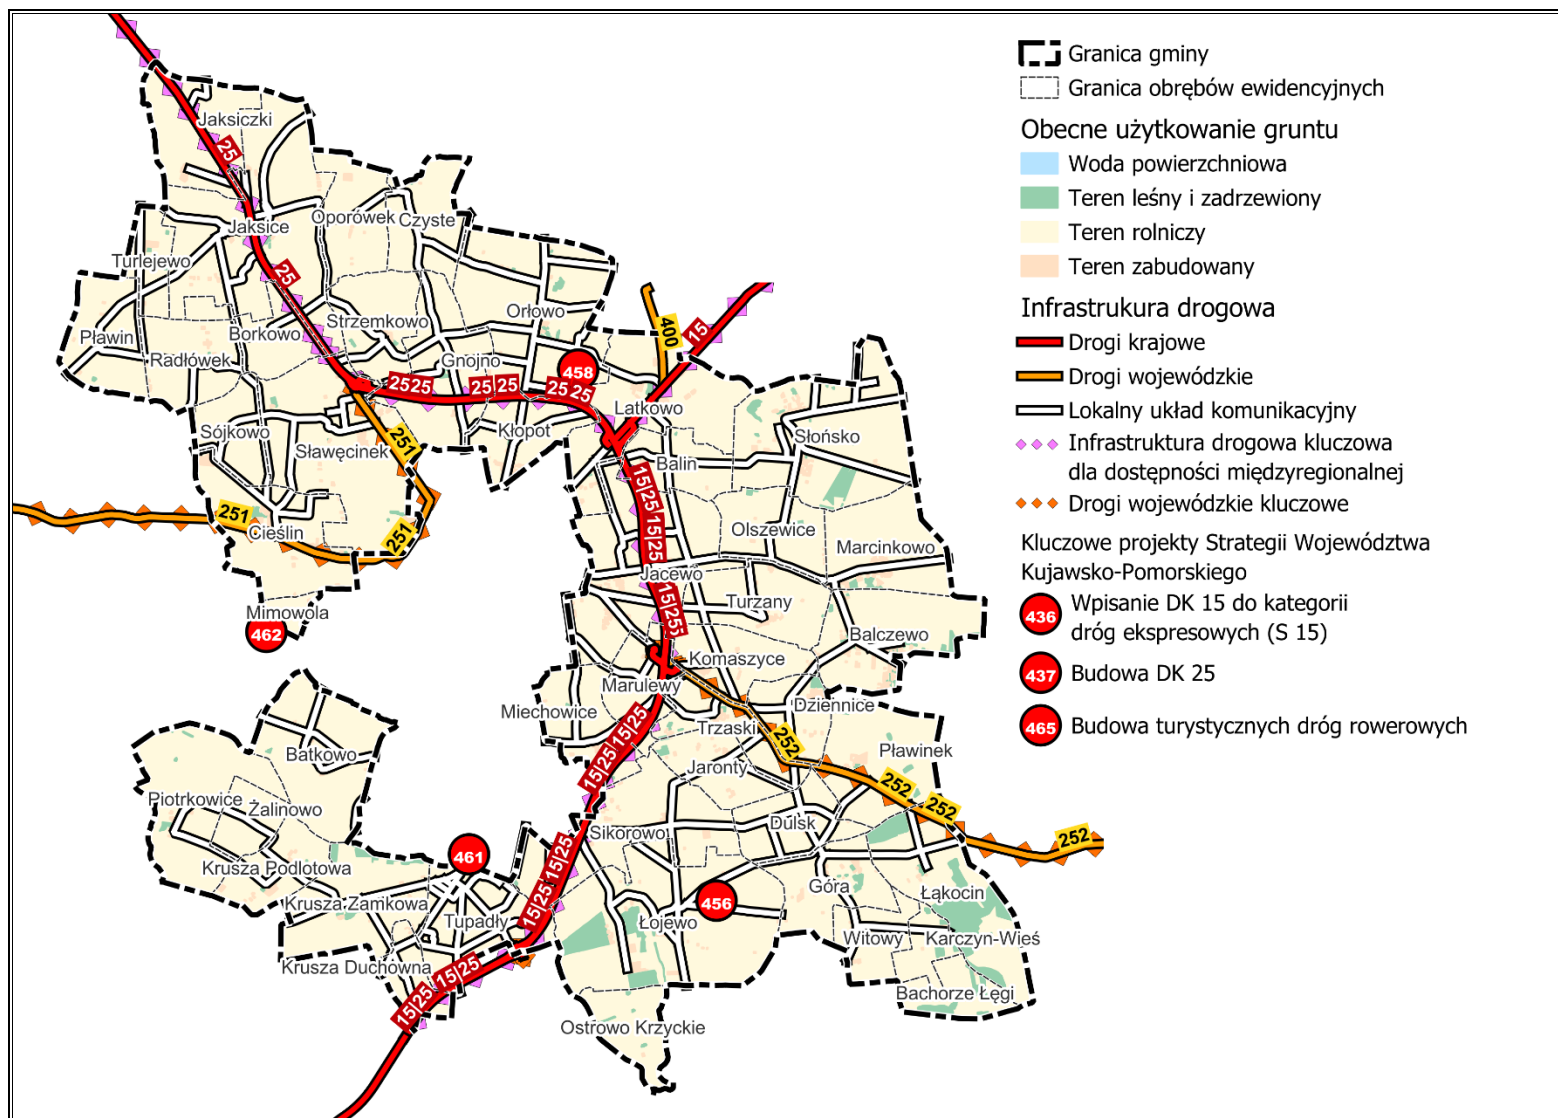 Granica gminy
Granica obrębów ewidencyjnych
Obecne użytkowanie gruntu
Woda powierzchniowa
Teren leśny i zadrzewiony
Teren rolniczy
Teren zabudowany
Infrastrukura drogowa
Drogi krajowe
Drogi wojewódzkie
Lokalny układ komunikacyjny
Infrastruktura drogowa kluczowa
dla dostępności międzyregionalnej
Drogi wojewódzkie kluczowe
Kluczowe projekty Strategii Województwa
Kujawsko-Pomorskiego
436
Wpisanie DK 15 do kategorii
dróg ekspresowych (S 15)
437 Budowa DK 25
465 Budowa turystycznych dróg rowerowych
Jaksiczki
25
Jaksice
Oporówek
Czyste
Turlejewo
25
Orłowo
Pławin
Borkowo
Strzemkowo
400
15
Radłówek
Gnojno
458
25 25
25|25
25 25
Latkowo
Sójkowo
Kłopot
Słońsko
Sławęcinek
251
Balin
15|25
251
Cieślin
251
15|25
Olszewice
Marcinkowo
Jacewo
15|25
Mimowola
462
Turzany
Balczewo
Komaszyce
Marulewy
Miechowice
Dziennice
15|25
Trzaski
252
Pławinek
Batkowo
15|25
Jaronty
252
252
Piotrkowice
Żalinowo
Sikorowo
Dulsk
252
461
15|25
Krusza Podlotowa
Góra
Łąkocin
Krusza Zamkowa
15|25
456
Tupadły
Łojewo
Witowy
Karczyn-Wieś
Krusza Duchówna
15|25
15|25
Bachorze Łęgi
Ostrowo Krzyckie